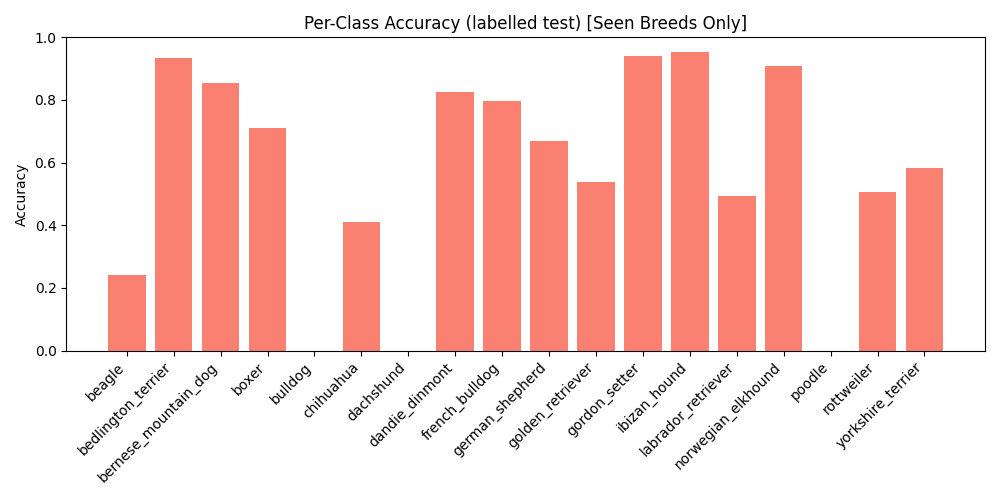 Per-Class Accuracy (labelled test) [Seen Breeds Only]
Accuracy
1.0
0.8
0.6
0.4
0.2
0.0
beagle
bedlington_terrier
bernese_mountain_dog
boxer
bulldog
chihuahua
dachshund
dandie_dinmont
french_bulldog
german_shepherd
golden_retriever
gordon_setter
ibizan_hound
labrador_retriever
norwegian_elkhound
poodle
rottweiler
yorkshire_terrier